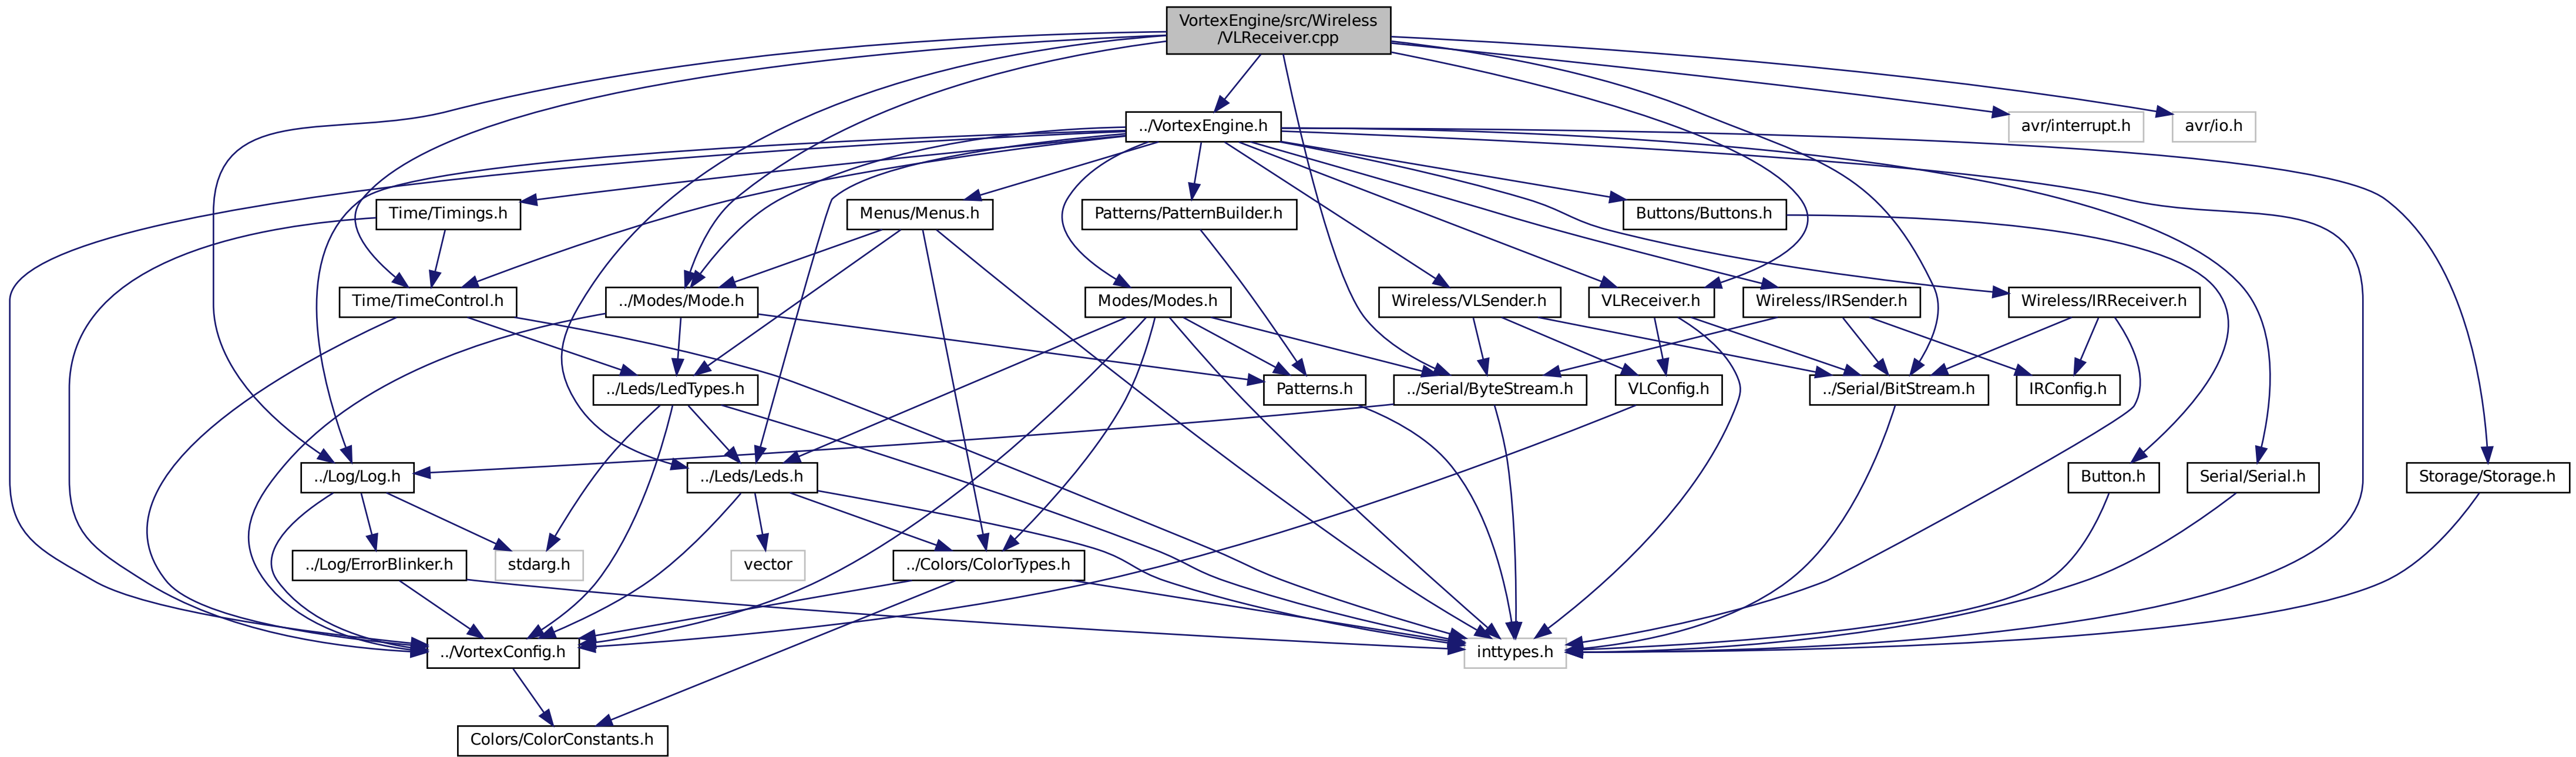 VortexEngine/src/Wireless
/VLReceiver.cpp
../VortexEngine.h
avr/interrupt.h
avr/io.h
Time/Timings.h
Menus/Menus.h
Patterns/PatternBuilder.h
Buttons/Buttons.h
Time/TimeControl.h
../Modes/Mode.h
Modes/Modes.h
Wireless/VLSender.h
VLReceiver.h
Wireless/IRSender.h
Wireless/IRReceiver.h
../Leds/LedTypes.h
Patterns.h
../Serial/ByteStream.h
VLConfig.h
../Serial/BitStream.h
IRConfig.h
../Log/Log.h
../Leds/Leds.h
Button.h
Serial/Serial.h
Storage/Storage.h
../Log/ErrorBlinker.h
stdarg.h
vector
../Colors/ColorTypes.h
../VortexConfig.h
inttypes.h
Colors/ColorConstants.h